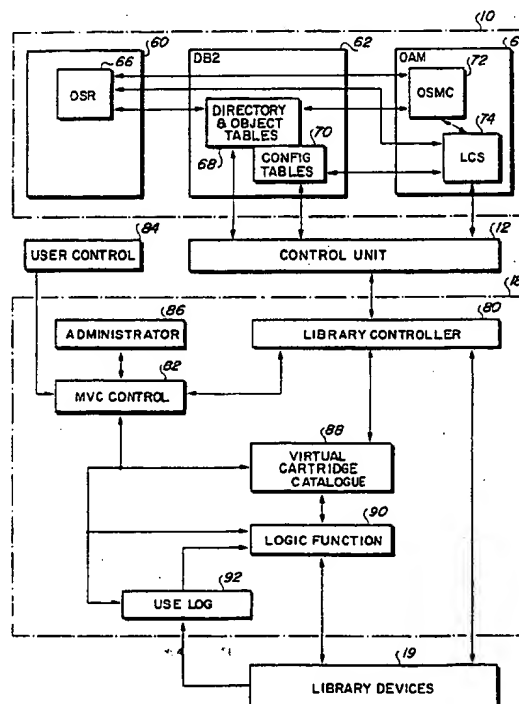 10
60
62
6
66
OSR
DB2
OAM
72
OSMC
DIRECTORY
& OBJECT
TABLES
68
70
CONFIG
TABLES
74
LCS
84
USER CONTROL
12
CONTROL UNIT
18
86
ADMINISTRATOR
80
LIBRARY CONTROLLER
82
MVC CONTROL
88
VIRTUAL
CARTRIDGE
CATALOGUE
90
LOGIC FUNCTION
92
USE LOG
19
LIBRARY DEVICES